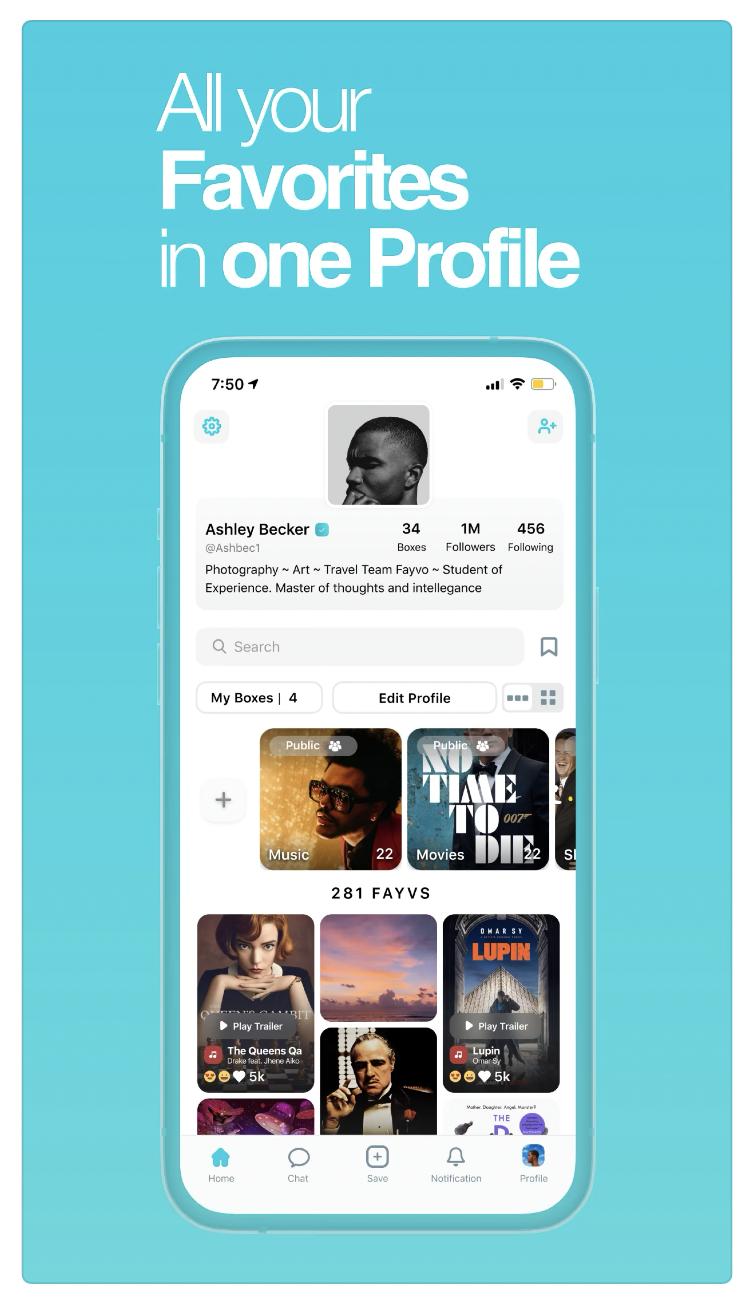 All your
Favorites
in one Profile
7:50
Ashley Becker
@Ashbec1
34
Boxes
1M
Followers
456
Following
Photography ~ Art ~ Travel Team Fayvo ~ Student of
Experience. Master of thoughts and intellegance
Search
My Boxes | 4
Edit Profile
Public
Music 22
Public
NO
TIME
TO
DIE
007
Movies 22
281 FAYVS
QUEEN'S GAMBIT
Play Trailer
The Queens Qa
Drake feat. Jhene Aiko
5k
OMAR SY
LUPIN
Play Trailer
Lupin
Omar Sy
5k
Mother. Daughter. Angel. Monster?
THE
Home
Chat
Save
Notification
Profile